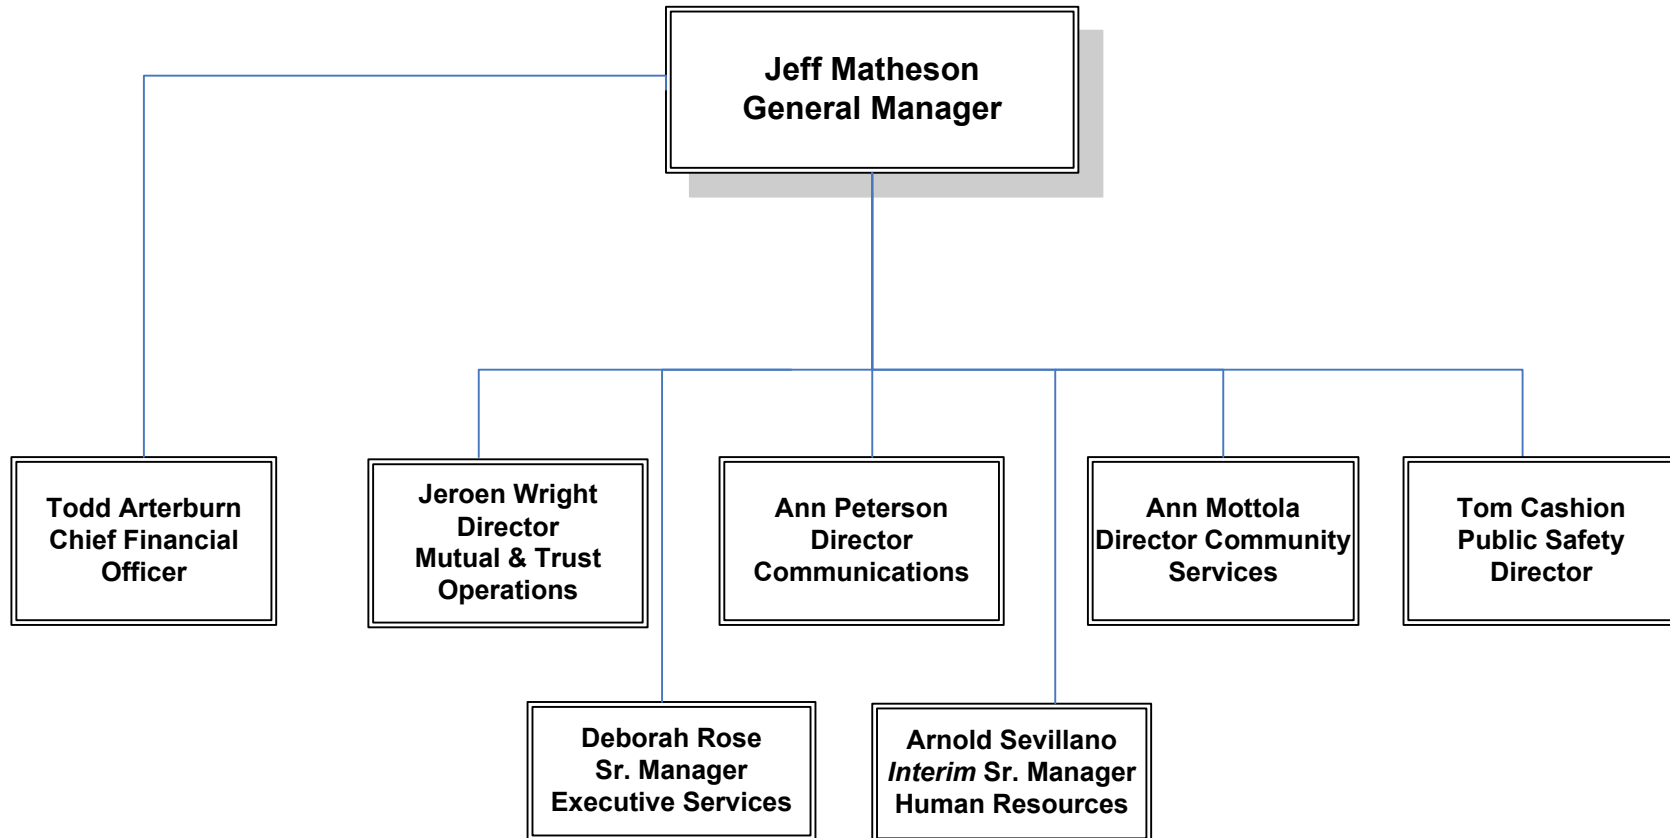 Jeff Matheson
General Manager
Todd Arterburn
Chief Financial
Officer
Jeroen Wright
Director
Mutual & Trust
Operations
Ann Peterson
Director
Communications
Ann Mottola
Director Community
Services
Tom Cashion
Public Safety
Director
Deborah Rose
Sr. Manager
Executive Services
Arnold Sevillano
Interim Sr. Manager
Human Resources